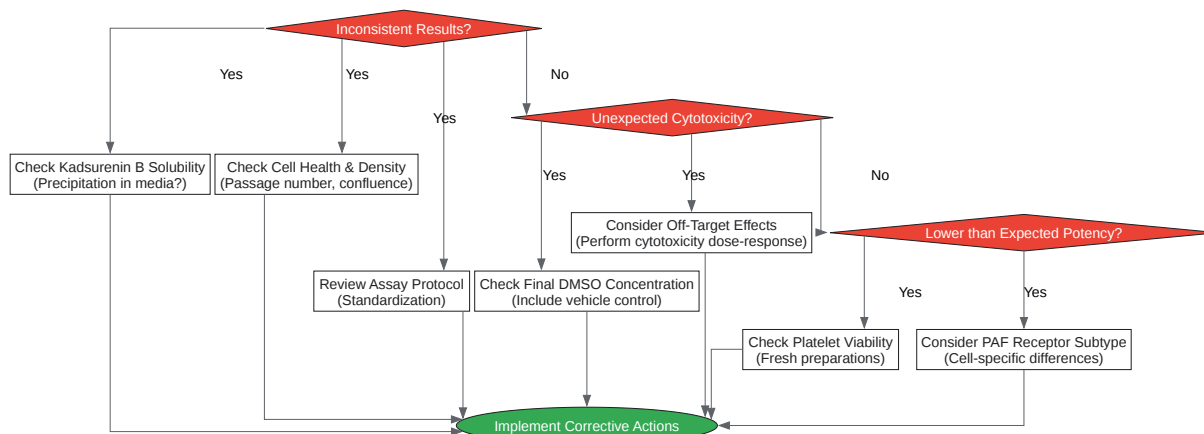 Inconsistent Results?
Yes
Yes
Yes
No
Unexpected Cytotoxicity?
Check Kadsurenin B Solubility
(Precipitation in media?)
Check Cell Health & Density
(Passage number, confluence)
Yes
Yes
No
Consider Off-Target Effects
(Perform cytotoxicity dose-response)
Lower than Expected Potency?
Review Assay Protocol
(Standardization)
Check Final DMSO Concentration
(Include vehicle control)
Yes
Yes
Check Platelet Viability
(Fresh preparations)
Consider PAF Receptor Subtype
(Cell-specific differences)
Implement Corrective Actions